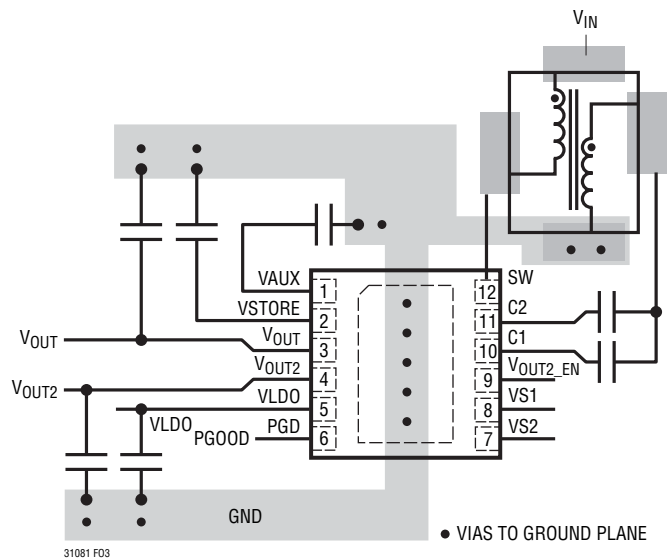 VIN
VAUX
1
VSTORE
2
VOUT
VOUT
3
VOUT2
VOUT2
4
VLDO
5
VLDO
PGOOD
PGD
6
SW
12
C2
11
C1
10
VOUT2_EN
9
VS1
8
VS2
7
GND
VIAS TO GROUND PLANE
31081 F03